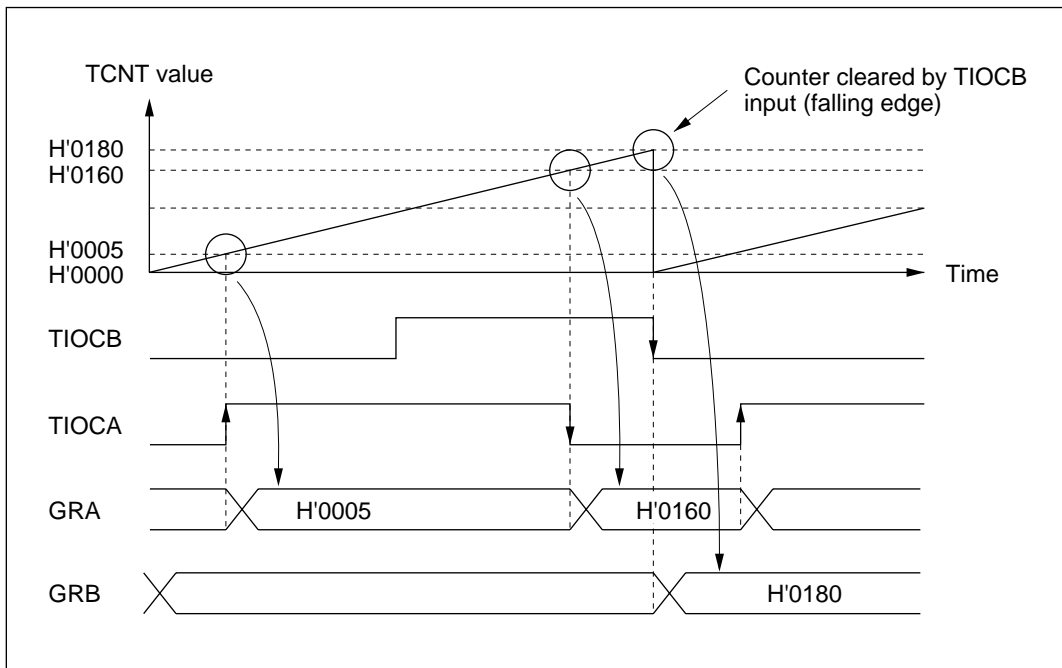 TCNT value
Counter cleared by TIOCB
input (falling edge)
H'0180
H'0160
H'0005
H'0000
Time
TIOCB
TIOCA
GRA
H'0005
H'0160
GRB
H'0180